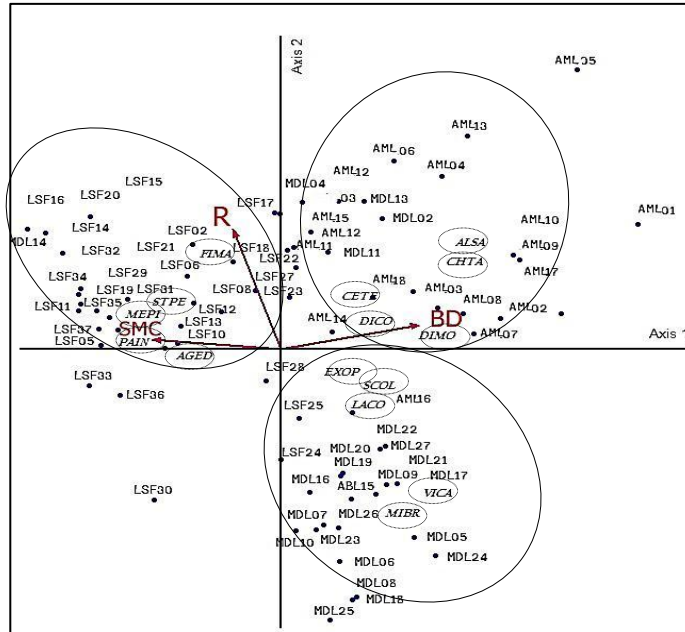 Axis 2
AML05
AML13
AML06
AML12
AML04
LSF15
LSF20
LSF16
LSF17
MDL04
03
MDL13
AML01
R
AML15
MDL02
AML10
LSF14
LSF02
AML12
MDL14
LSF32
LSF21
FIMA
LSF18
AML11
MDL11
ALSA
AML09
LSF22
CHTA
AML17
LSF34
LSF29
LSF06
LSF27
AML18
LSF19
LSF31
LSF08
LSF23
CETE
AML03
LSF11
LSF35
STPE
MEPI
LSF12
AML08
AML02
BD
LSF37
SMC
LSF13
AML14
DICO
DIMO
AML07
Axis 1
LSF05
PAIN
LSF10
AGED
LSF33
LSF28
EXOP
SCOL
LSF36
LACO
AML16
LSF25
MDL22
LSF24
MDL20
MDL27
MDL19
MDL21
MDL16
ABL15
MDL09
MDL17
VICA
LSF30
MDL07
MDL26
MIBR
MDL10
MDL23
MDL05
MDL06
MDL24
MDL08
MDL18
MDL25